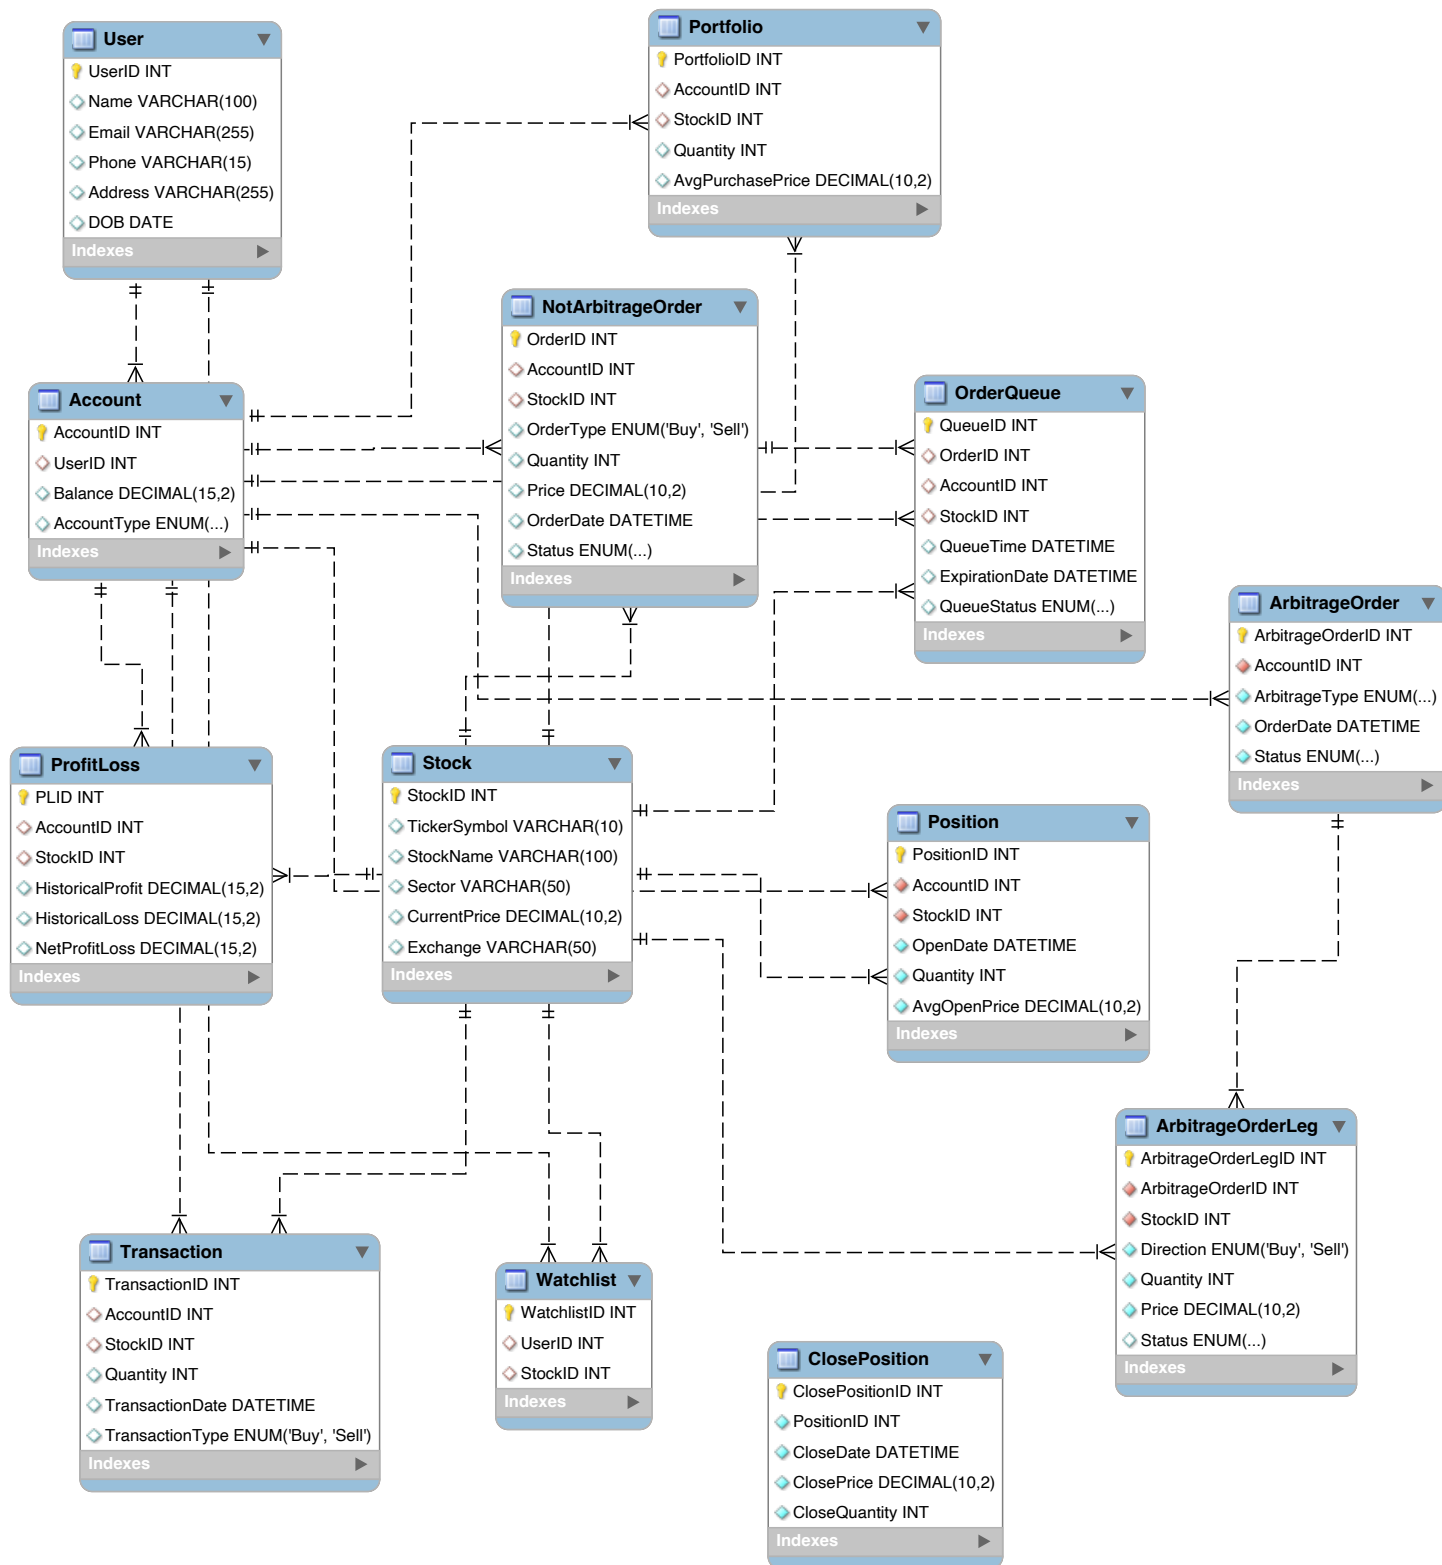 User
UserID INT
Name VARCHAR(100)
Email VARCHAR(255)
Phone VARCHAR(15)
Address VARCHAR(255)
DOB DATE
Indexes
Portfolio
PortfolioID INT
AccountID INT
StockID INT
Quantity INT
AvgPurchasePrice DECIMAL(10,2)
Indexes
NotArbitrageOrder
OrderID INT
AccountID INT
StockID INT
OrderType ENUM('Buy', 'Sell')
Quantity INT
Price DECIMAL(10,2)
OrderDate DATETIME
Status ENUM(...)
Indexes
Account
AccountID INT
UserID INT
Balance DECIMAL(15,2)
AccountType ENUM(...)
Indexes
OrderQueue
QueueID INT
OrderID INT
AccountID INT
StockID INT
QueueTime DATETIME
ExpirationDate DATETIME
QueueStatus ENUM(...)
Indexes
ArbitrageOrder
ArbitrageOrderID INT
AccountID INT
ArbitrageType ENUM(...)
OrderDate DATETIME
Status ENUM(...)
Indexes
ProfitLoss
PLID INT
AccountID INT
StockID INT
HistoricalProfit DECIMAL(15,2)
HistoricalLoss DECIMAL(15,2)
NetProfitLoss DECIMAL(15,2)
Indexes
Stock
StockID INT
TickerSymbol VARCHAR(10)
StockName VARCHAR(100)
Sector VARCHAR(50)
CurrentPrice DECIMAL(10,2)
Exchange VARCHAR(50)
Indexes
Position
PositionID INT
AccountID INT
StockID INT
OpenDate DATETIME
Quantity INT
AvgOpenPrice DECIMAL(10,2)
Indexes
ArbitrageOrderLeg
ArbitrageOrderLegID INT
ArbitrageOrderID INT
StockID INT
Direction ENUM('Buy', 'Sell')
Quantity INT
Price DECIMAL(10,2)
Status ENUM(...)
Indexes
Transaction
TransactionID INT
AccountID INT
StockID INT
Quantity INT
TransactionDate DATETIME
TransactionType ENUM('Buy', 'Sell')
Indexes
Watchlist
WatchlistID INT
UserID INT
StockID INT
Indexes
ClosePosition
ClosePositionID INT
PositionID INT
CloseDate DATETIME
ClosePrice DECIMAL(10,2)
CloseQuantity INT
Indexes